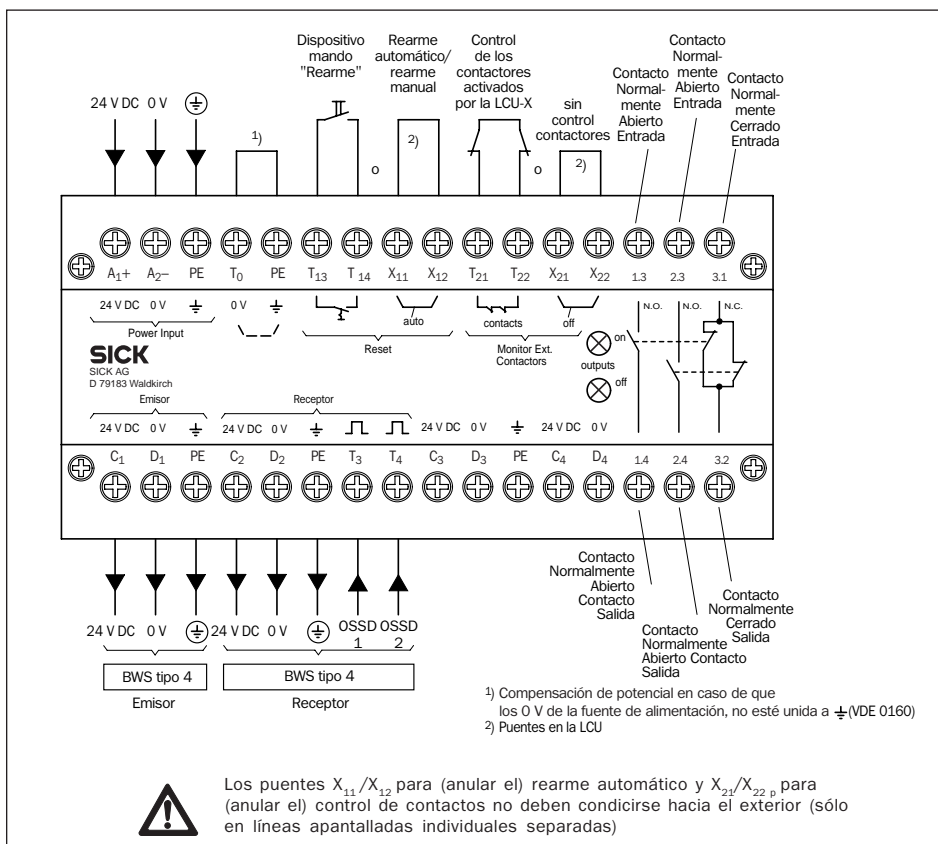 Dispositivo
mando
"Rearme"
Rearme
automático/
rearme
manual
Control
de los
contactores
activados
por la LCU-X
sin
control
contactores
Contacto
Normal-
mente
Abierto
Entrada
Contacto
Normal-
mente
Abierto
Entrada
Contacto
Normal-
mente
Cerrado
Entrada
24 V DC 0 V
1)
o
2)
o
2)
A1+ A2– PE T0 PE T13 T14 X11 X12 T21 T22 X21 X22 1.3 2.3 3.1
24 V DC 0 V 0 V auto contacts off N.O. N.O. N.C.
Power Input
Reset
Monitor Ext.
Contactors
on
outputs
off
SICK
SICK AG
D 79183 Waldkirch
Emisor Receptor
24 V DC 0 V 24 V DC 0 V 24 V DC 0 V 24 V DC 0 V
C1 D1 PE C2 D2 PE T3 T4 C3 D3 PE C4 D4 1.4 2.4 3.2
24 V DC 0 V 24 V DC 0 V OSSD 1 OSSD 2
BWS tipo 4 BWS tipo 4
Emisor Receptor
Contacto
Normalmente
Abierto
Contacto
Salida
Contacto
Normalmente
Abierto Contacto
Salida
Contacto
Normalmente
Cerrado
Salida
1) Compensación de potencial en caso de que
los 0 V de la fuente de alimentación, no esté unida a ⏚ (VDE 0160)
2) Puentes en la LCU
Los puentes X11/X12 para (anular el) rearme automático y X21/X22 p para
(anular el) control de contactos no deben condicirse hacia el exterior (sólo
en líneas apantalladas individuales separadas)